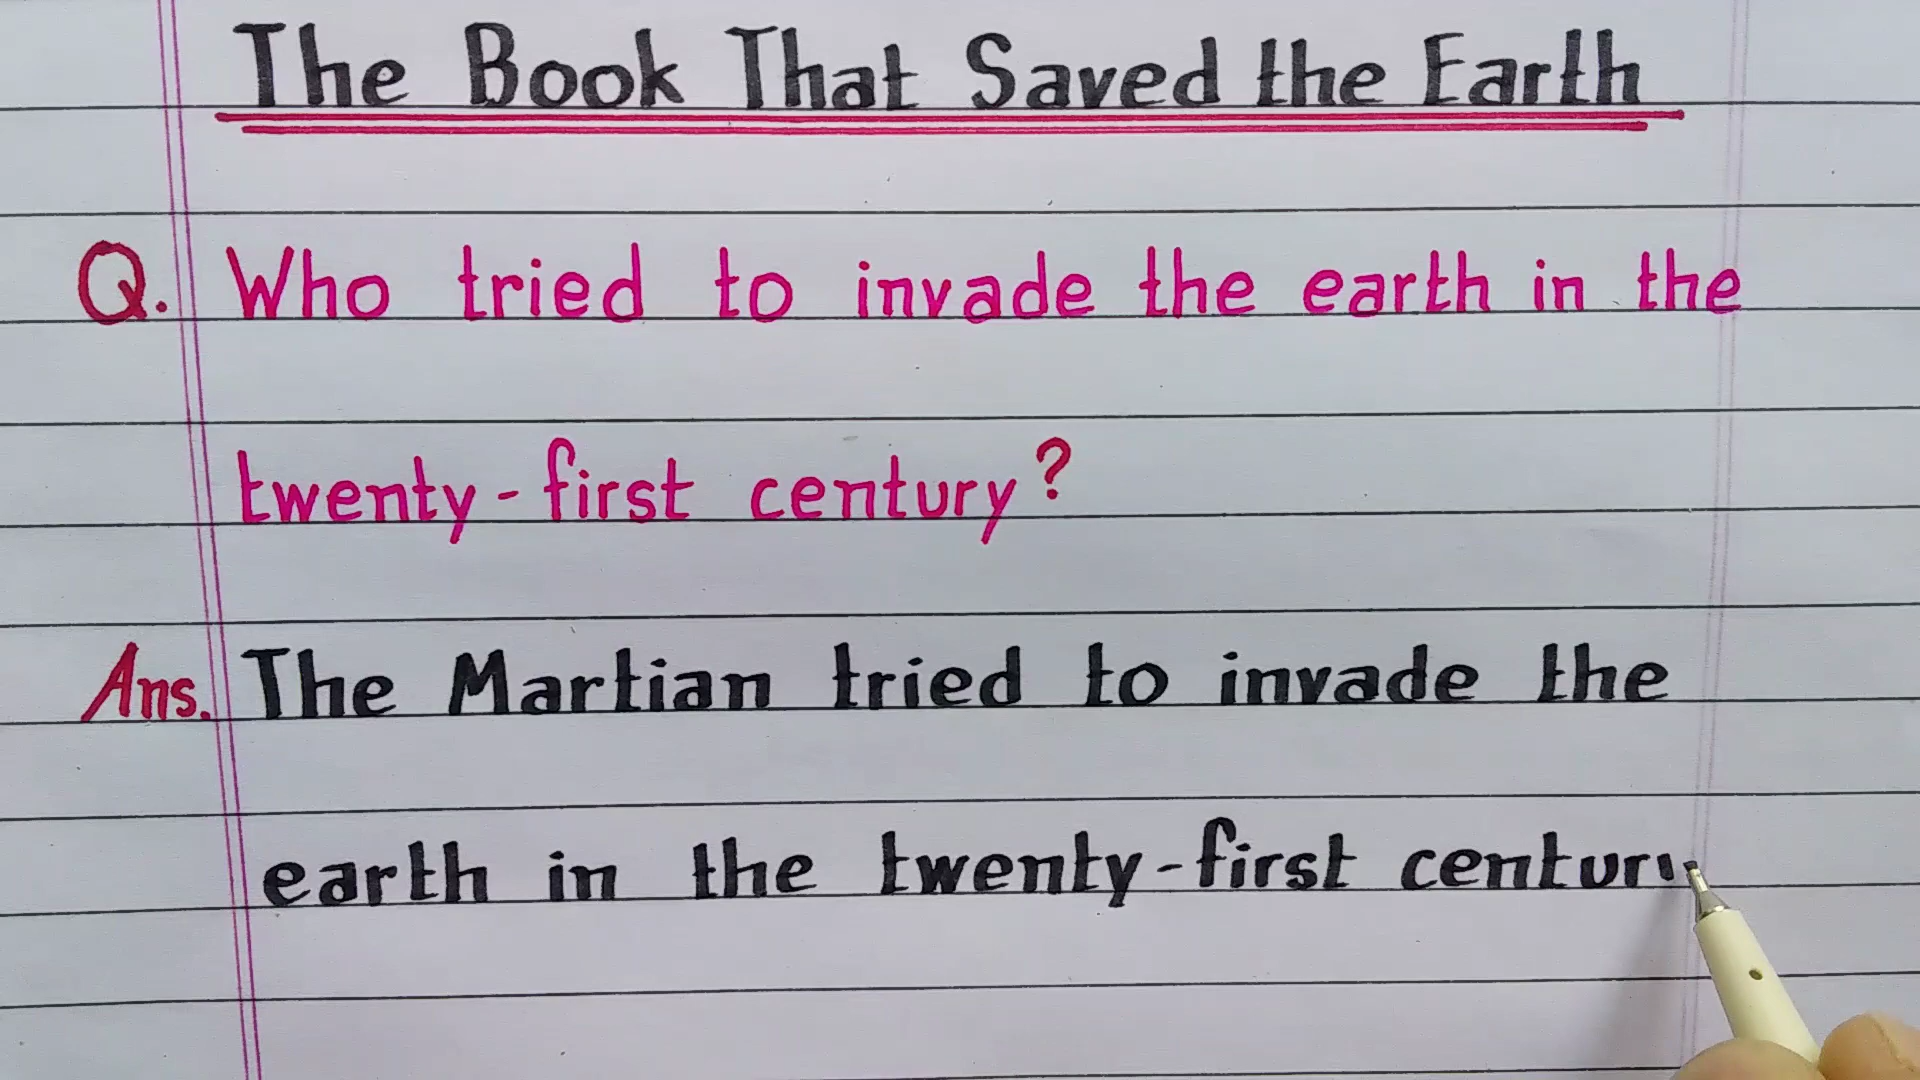 The Book That Saved the Earth
Q. Who tried to invade the earth in the
twenty-first century?
Ans. The Martian tried to invade the
earth in the twenty-first centur